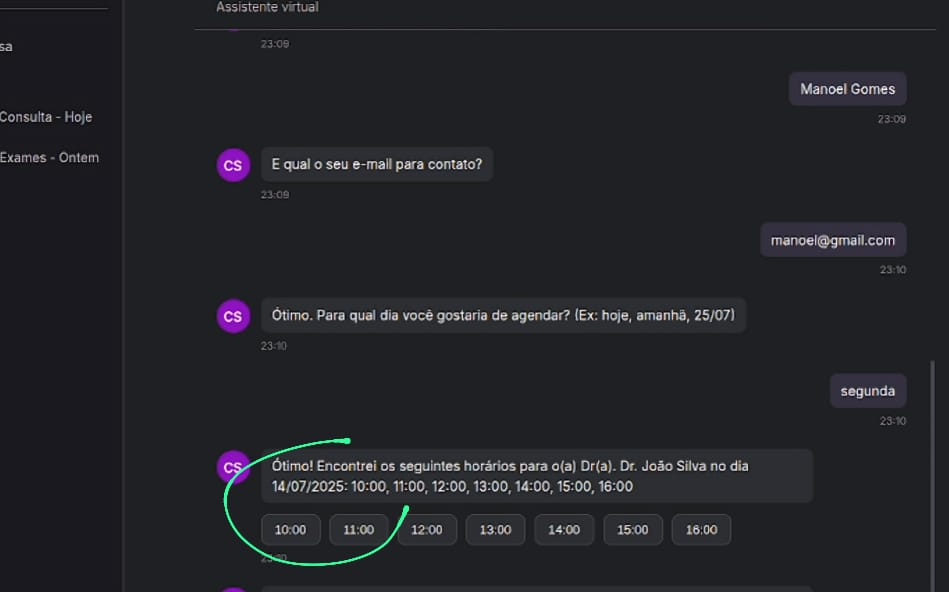 Assistente virtual
sa
Consulta - Hoje
Exames - Ontem
23:09
Manoel Gomes
23:09
CS
E qual o seu e-mail para contato?
23:09
manoel@gmail.com
23:10
CS
Ótimo. Para qual dia você gostaria de agendar? (Ex: hoje, amanhã, 25/07)
23:10
segunda
23:10
CS
Ótimo! Encontrei os seguintes horários para o(a) Dr(a). Dr. João Silva no dia
14/07/2025: 10:00, 11:00, 12:00, 13:00, 14:00, 15:00, 16:00
10:00 11:00 12:00 13:00 14:00 15:00 16:00
23:10